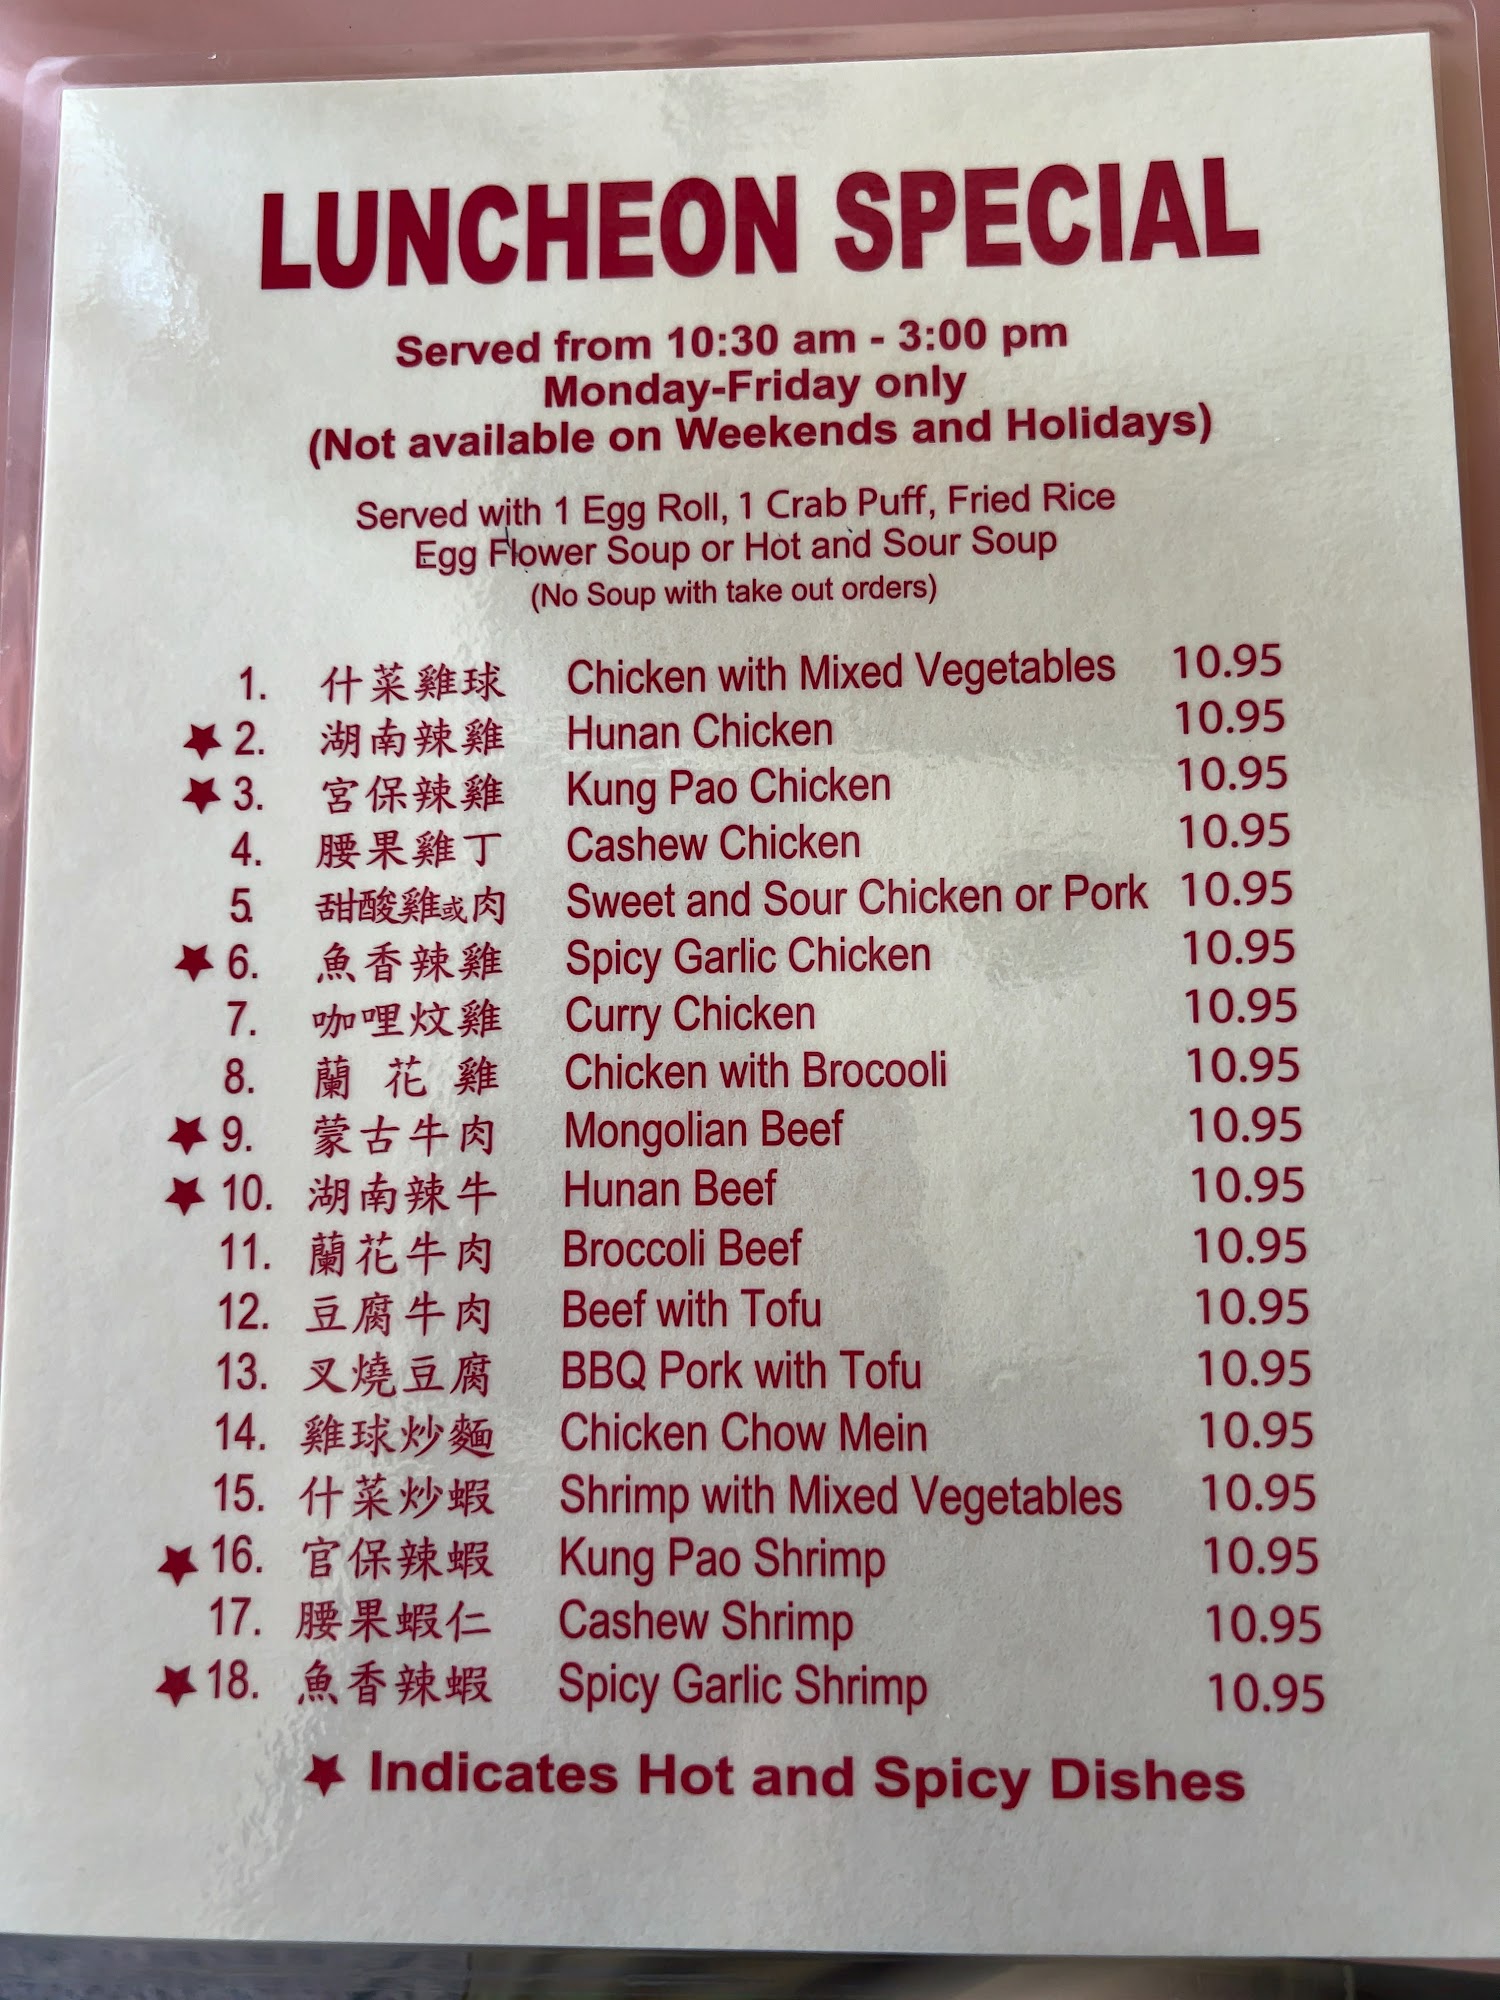 LUNCHEON SPECIAL
Served from 10:30 am - 3:00 pm
Monday-Friday only
(Not available on Weekends and Holidays)
Served with 1 Egg Roll, 1 Crab Puff, Fried Rice
Egg Flower Soup or Hot and Sour Soup
(No Soup with take out orders)
1. 什菜雞球 Chicken with Mixed Vegetables 10.95
★ 2. 湖南辣雞 Hunan Chicken 10.95
★ 3. 宮保辣雞 Kung Pao Chicken 10.95
4. 腰果雞丁 Cashew Chicken 10.95
5. 甜酸雞或肉 Sweet and Sour Chicken or Pork 10.95
★ 6. 魚香辣雞 Spicy Garlic Chicken 10.95
7. 咖哩炆雞 Curry Chicken 10.95
8. 蘭花雞 Chicken with Brocooli 10.95
★ 9. 蒙古牛肉 Mongolian Beef 10.95
★ 10. 湖南辣牛 Hunan Beef 10.95
11. 蘭花牛肉 Broccoli Beef 10.95
12. 豆腐牛肉 Beef with Tofu 10.95
13. 叉燒豆腐 BBQ Pork with Tofu 10.95
14. 雞球炒麵 Chicken Chow Mein 10.95
15. 什菜炒蝦 Shrimp with Mixed Vegetables 10.95
★ 16. 官保辣蝦 Kung Pao Shrimp 10.95
17. 腰果蝦仁 Cashew Shrimp 10.95
★ 18. 魚香辣蝦 Spicy Garlic Shrimp 10.95
★ Indicates Hot and Spicy Dishes